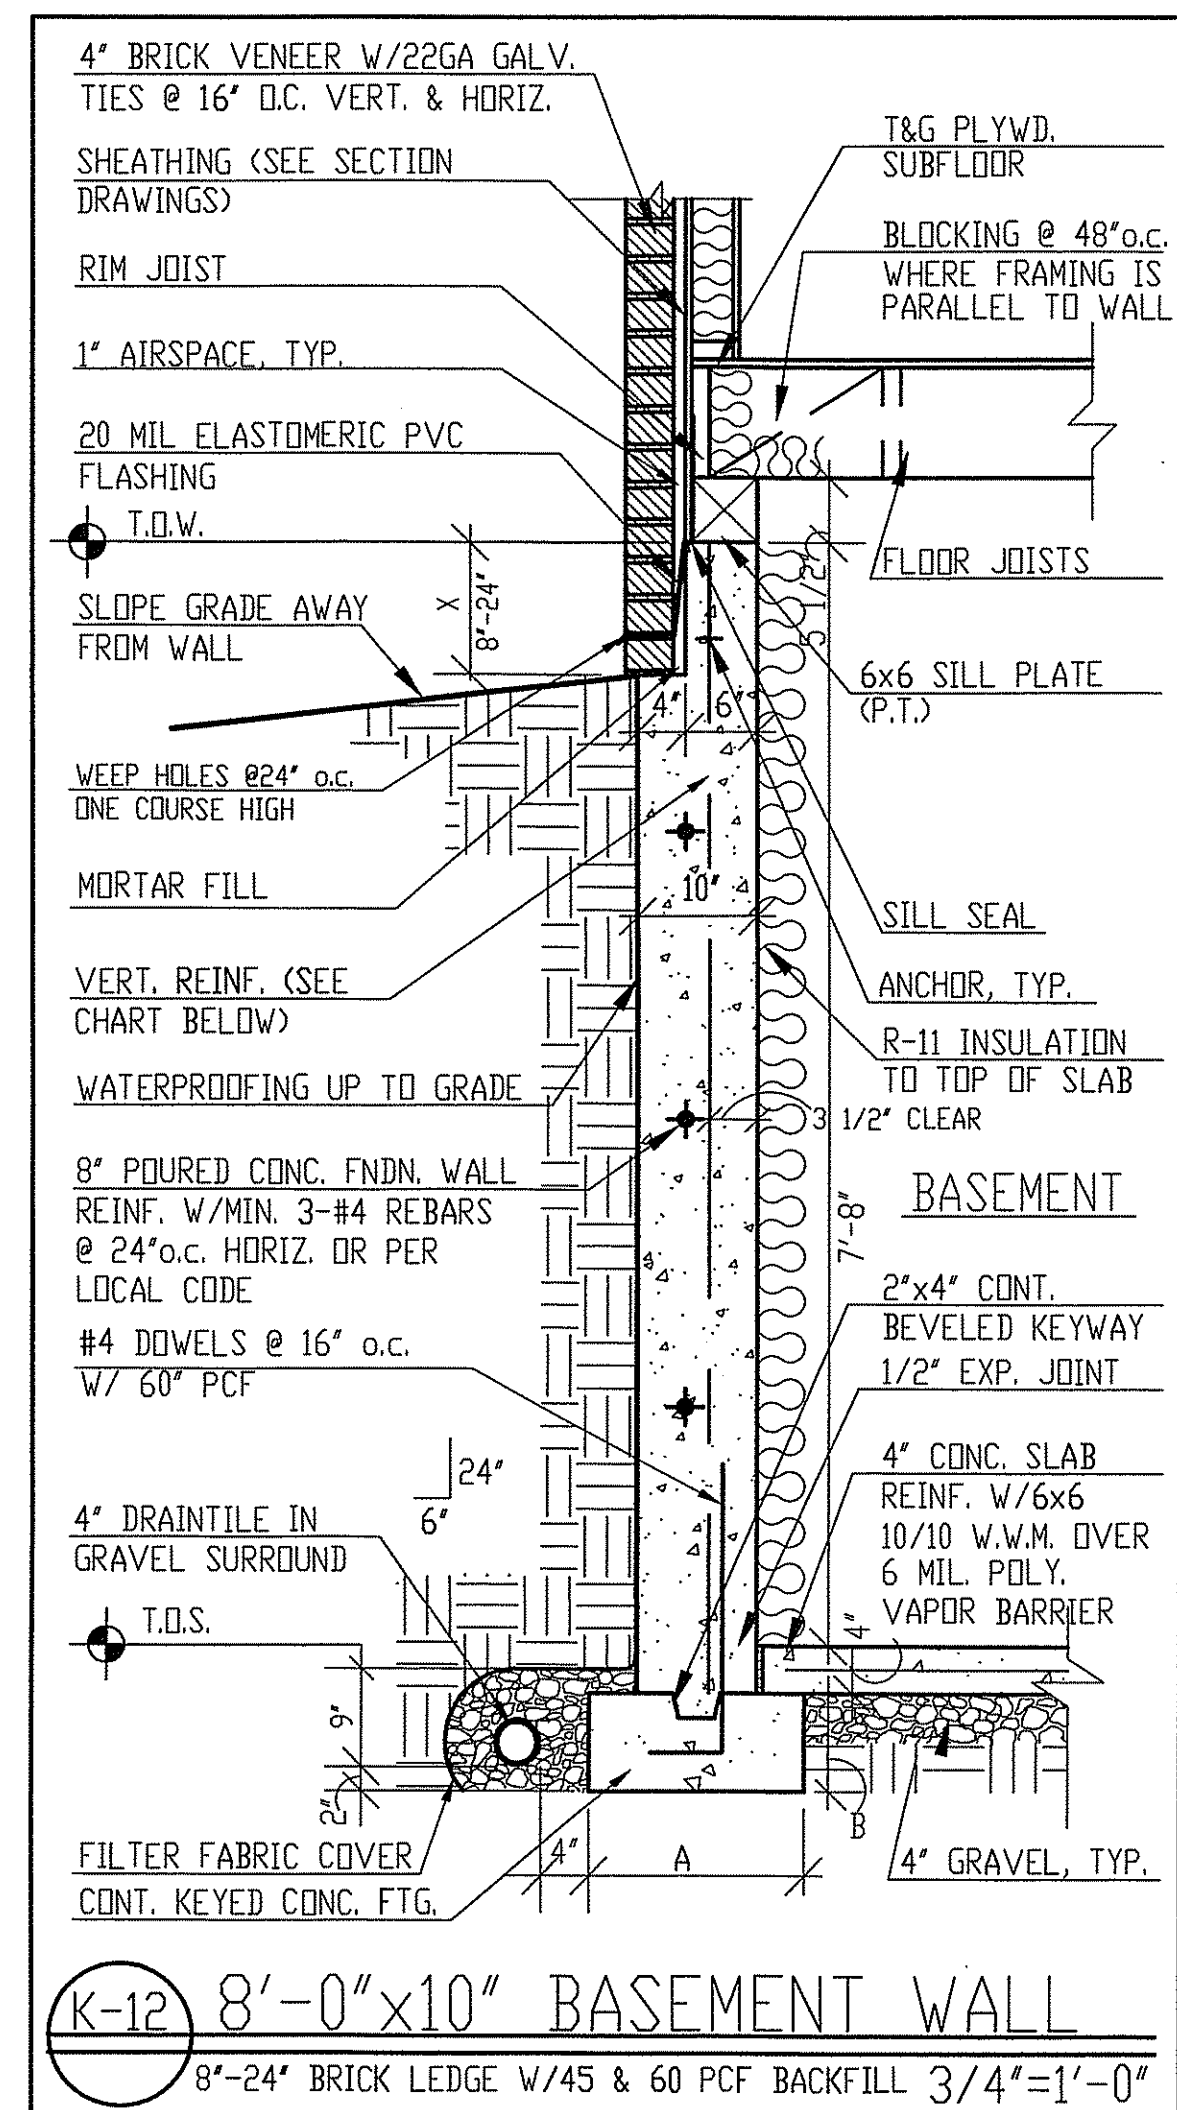 4" BRICK VENEER W/22GA GALV.
TIES @ 16" O.C. VERT. & HORIZ.
SHEATHING (SEE SECTION
DRAWINGS)
RIM JOIST
1" AIRSPACE, TYP.
20 MIL ELASTOMERIC PVC
FLASHING
T.O.W.
SLOPE GRADE AWAY
FROM WALL
WEEP HOLES @24" o.c.
ONE COURSE HIGH
MORTAR FILL
VERT. REINF. (SEE
CHART BELOW)
WATERPROOFING UP TO GRADE
8" POURED CONC. FNDN. WALL
REINF. W/MIN. 3-#4 REBARS
@ 24"o.c. HORIZ. OR PER
LOCAL CODE
#4 DOWELS @ 16" o.c.
W/ 60" PCF
24"
6"
4" DRAINTILE IN
GRAVEL SURROUND
T.O.S.
9"
2"
FILTER FABRIC COVER
CONT. KEYED CONC. FTG.
X
8"-24"
4"
6"
10"
4"
A
B
T&G PLYWD.
SUBFLOOR
BLOCKING @ 48"o.c.
WHERE FRAMING IS
PARALLEL TO WALL
FLOOR JOISTS
5 1/2"
6x6 SILL PLATE
(P.T.)
SILL SEAL
ANCHOR, TYP.
R-11 INSULATION
TO TOP OF SLAB
3 1/2" CLEAR
BASEMENT
7'-8"
2"x4" CONT.
BEVELED KEYWAY
1/2" EXP. JOINT
4" CONC. SLAB
REINF. W/6x6
10/10 W.W.M. OVER
6 MIL. POLY.
VAPOR BARRIER
4"
4" GRAVEL, TYP.
K-12
8'-0"x10" BASEMENT WALL
8"-24" BRICK LEDGE W/45 & 60 PCF BACKFILL 3/4"=1'-0"